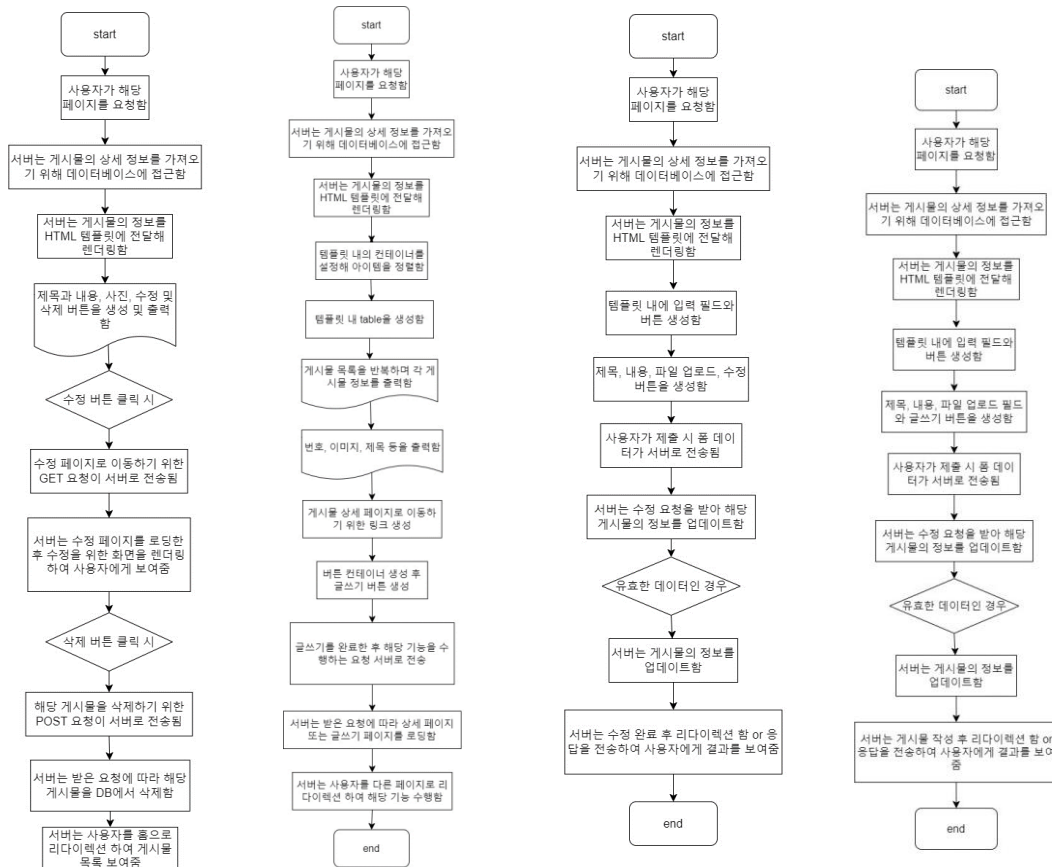 start
사용자가 해당
페이지를 요청함
서버는 게시물의 상세 정보를 가져오
기 위해 데이터베이스에 접근함
서버는 게시물의 정보를
HTML 템플릿에 전달해
렌더링함
제목과 내용, 사진, 수정 및
삭제 버튼을 생성 및 출력
함
수정 버튼 클릭 시
수정 페이지로 이동하기 위한
GET 요청이 서버로 전송됨
서버는 수정 페이지를 로딩한
후 수정을 위한 화면을 렌더링
하여 사용자에게 보여줌
삭제 버튼 클릭 시
해당 게시물을 삭제하기 위한
POST 요청이 서버로 전송됨
서버는 받은 요청에 따라 해당
게시물을 DB에서 삭제함
서버는 사용자를 홈으로
리다이렉션 하여 게시물
목록 보여줌
start
사용자가 해당
페이지를 요청함
서버는 게시물의 상세 정보를 가져오
기 위해 데이터베이스에 접근함
서버는 게시물의 정보를
HTML 템플릿에 전달해
렌더링함
템플릿 내의 컨테이너를
설정해 아이템을 정렬함
템플릿 내 table을 생성함
게시물 목록을 반복하며 각 게
시물 정보를 출력함
번호, 이미지, 제목 등을 출력함
게시물 상세 페이지로 이동하
기 위한 링크 생성
버튼 컨테이너 생성 후
글쓰기 버튼 생성
글쓰기를 완료한 후 해당 기능을 수
행하는 요청 서버로 전송
서버는 받은 요청에 따라 상세 페이지
또는 글쓰기 페이지를 로딩함
서버는 사용자를 다른 페이지로 리
다이렉션 하여 해당 기능 수행함
end
start
사용자가 해당
페이지를 요청함
서버는 게시물의 상세 정보를 가져오
기 위해 데이터베이스에 접근함
서버는 게시물의 정보를
HTML 템플릿에 전달해
렌더링함
템플릿 내에 입력 필드와
버튼 생성함
제목, 내용, 파일 업로드, 수정
버튼을 생성함
사용자가 제출 시 폼 데이
터가 서버로 전송됨
서버는 수정 요청을 받아 해당
게시물의 정보를 업데이트함
유효한 데이터인 경우
서버는 게시물의 정보를
업데이트함
서버는 수정 완료 후 리다이렉션 함 or 응
답을 전송하여 사용자에게 결과를 보여줌
end
start
사용자가 해당
페이지를 요청함
서버는 게시물의 상세 정보를 가져오
기 위해 데이터베이스에 접근함
서버는 게시물의 정보를
HTML 템플릿에 전달해
렌더링함
템플릿 내에 입력 필드와
버튼 생성함
제목, 내용, 파일 업로드 필드
와 글쓰기 버튼을 생성함
사용자가 제출 시 폼 데이
터가 서버로 전송됨
서버는 수정 요청을 받아 해당
게시물의 정보를 업데이트함
유효한 데이터인 경우
서버는 게시물의 정보를
업데이트함
서버는 게시물 작성 후 리다이렉션 함 or
응답을 전송하여 사용자에게 결과를 보여
줌
end